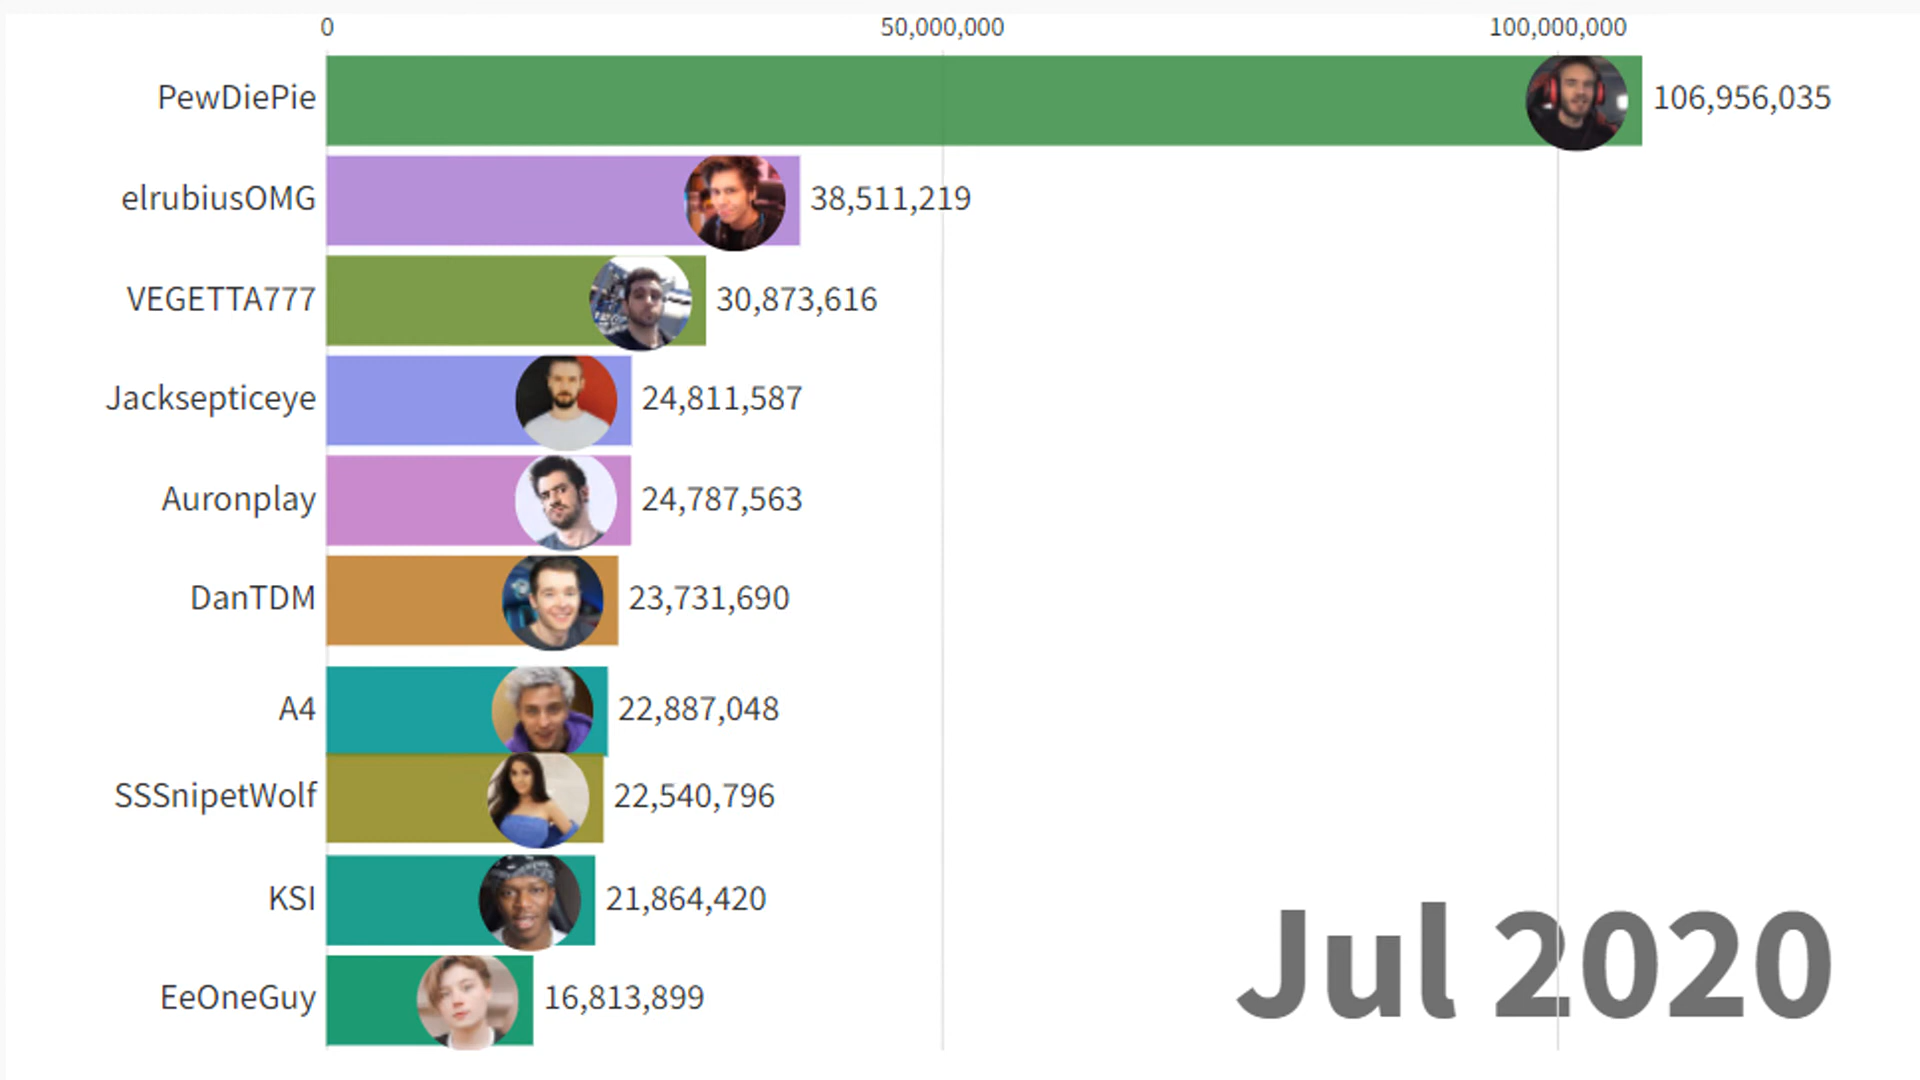 0 50,000,000 100,000,000
PewDiePie 106,956,035
elrubiusOMG 38,511,219
VEGETTA777 30,873,616
Jacksepticeye 24,811,587
Auronplay 24,787,563
DanTDM 23,731,690
A4 22,887,048
SSSnipetWolf 22,540,796
KSI 21,864,420
EeOneGuy 16,813,899
Jul 2020